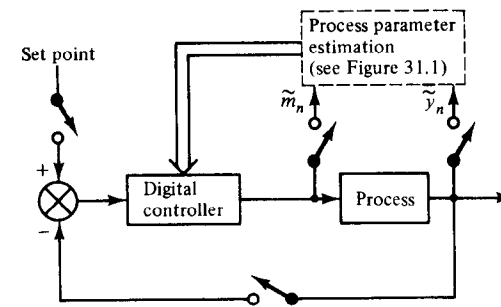 Process parameter
estimation
(see Figure 31.1)
Set point
m̃ₙ
ỹₙ
+
−
Digital
controller
Process